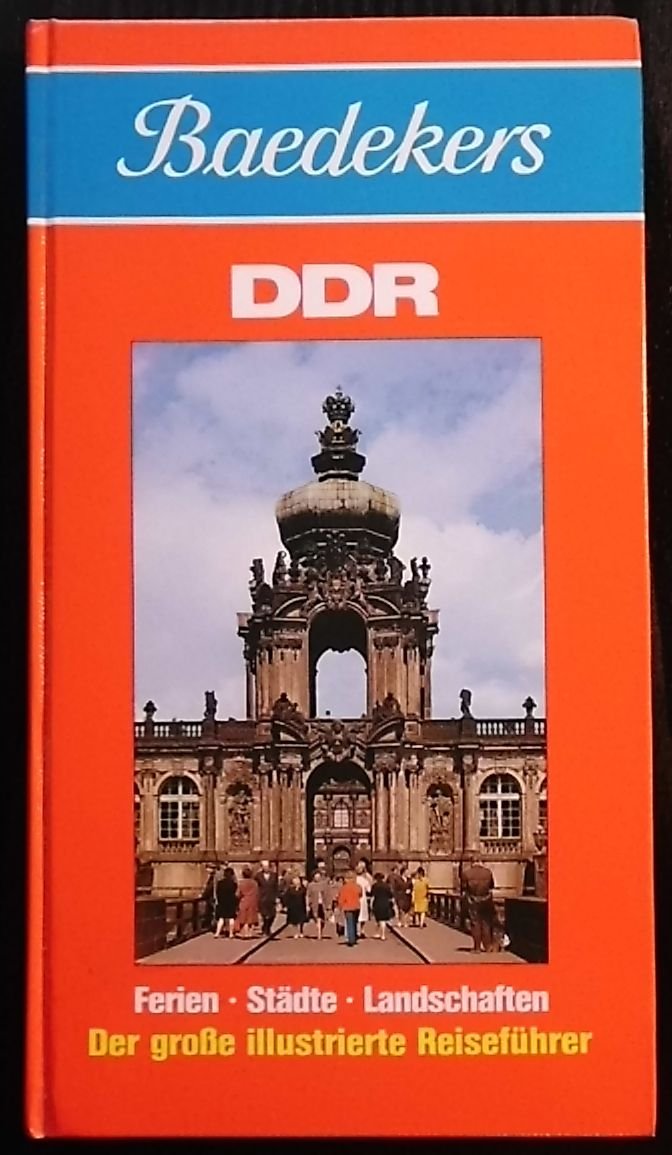 Baedekers
DDR
Ferien · Städte · Landschaften
Der große illustrierte Reiseführer